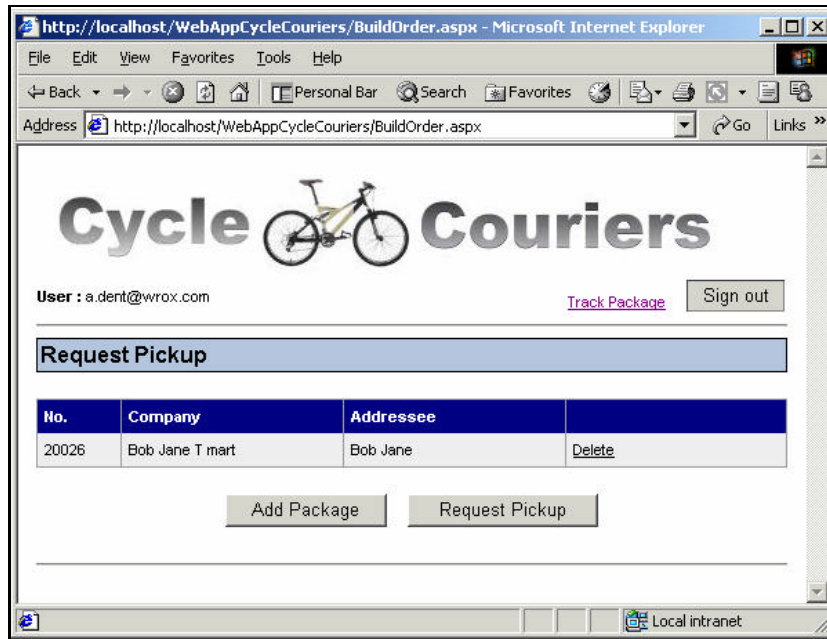 http://localhost/WebAppCycleCouriers/BuildOrder.aspx - Microsoft Internet Explorer
File Edit View Favorites Tools Help
Back Personal Bar Search Favorites
Address http://localhost/WebAppCycleCouriers/BuildOrder.aspx Go Links »
Cycle Couriers
User : a.dent@wrox.com Track Package Sign out
Request Pickup
No. Company Addressee
20026 Bob Jane T mart Bob Jane Delete
Add Package Request Pickup
Local intranet